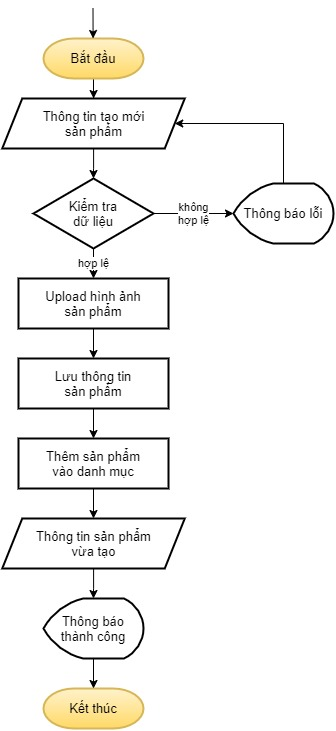 Bắt đầu
Thông tin tạo mới
sản phẩm
Kiểm tra
dữ liệu
không
hợp lệ
Thông báo lỗi
hợp lệ
Upload hình ảnh
sản phẩm
Lưu thông tin
sản phẩm
Thêm sản phẩm
vào danh mục
Thông tin sản phẩm
vừa tạo
Thông báo
thành công
Kết thúc